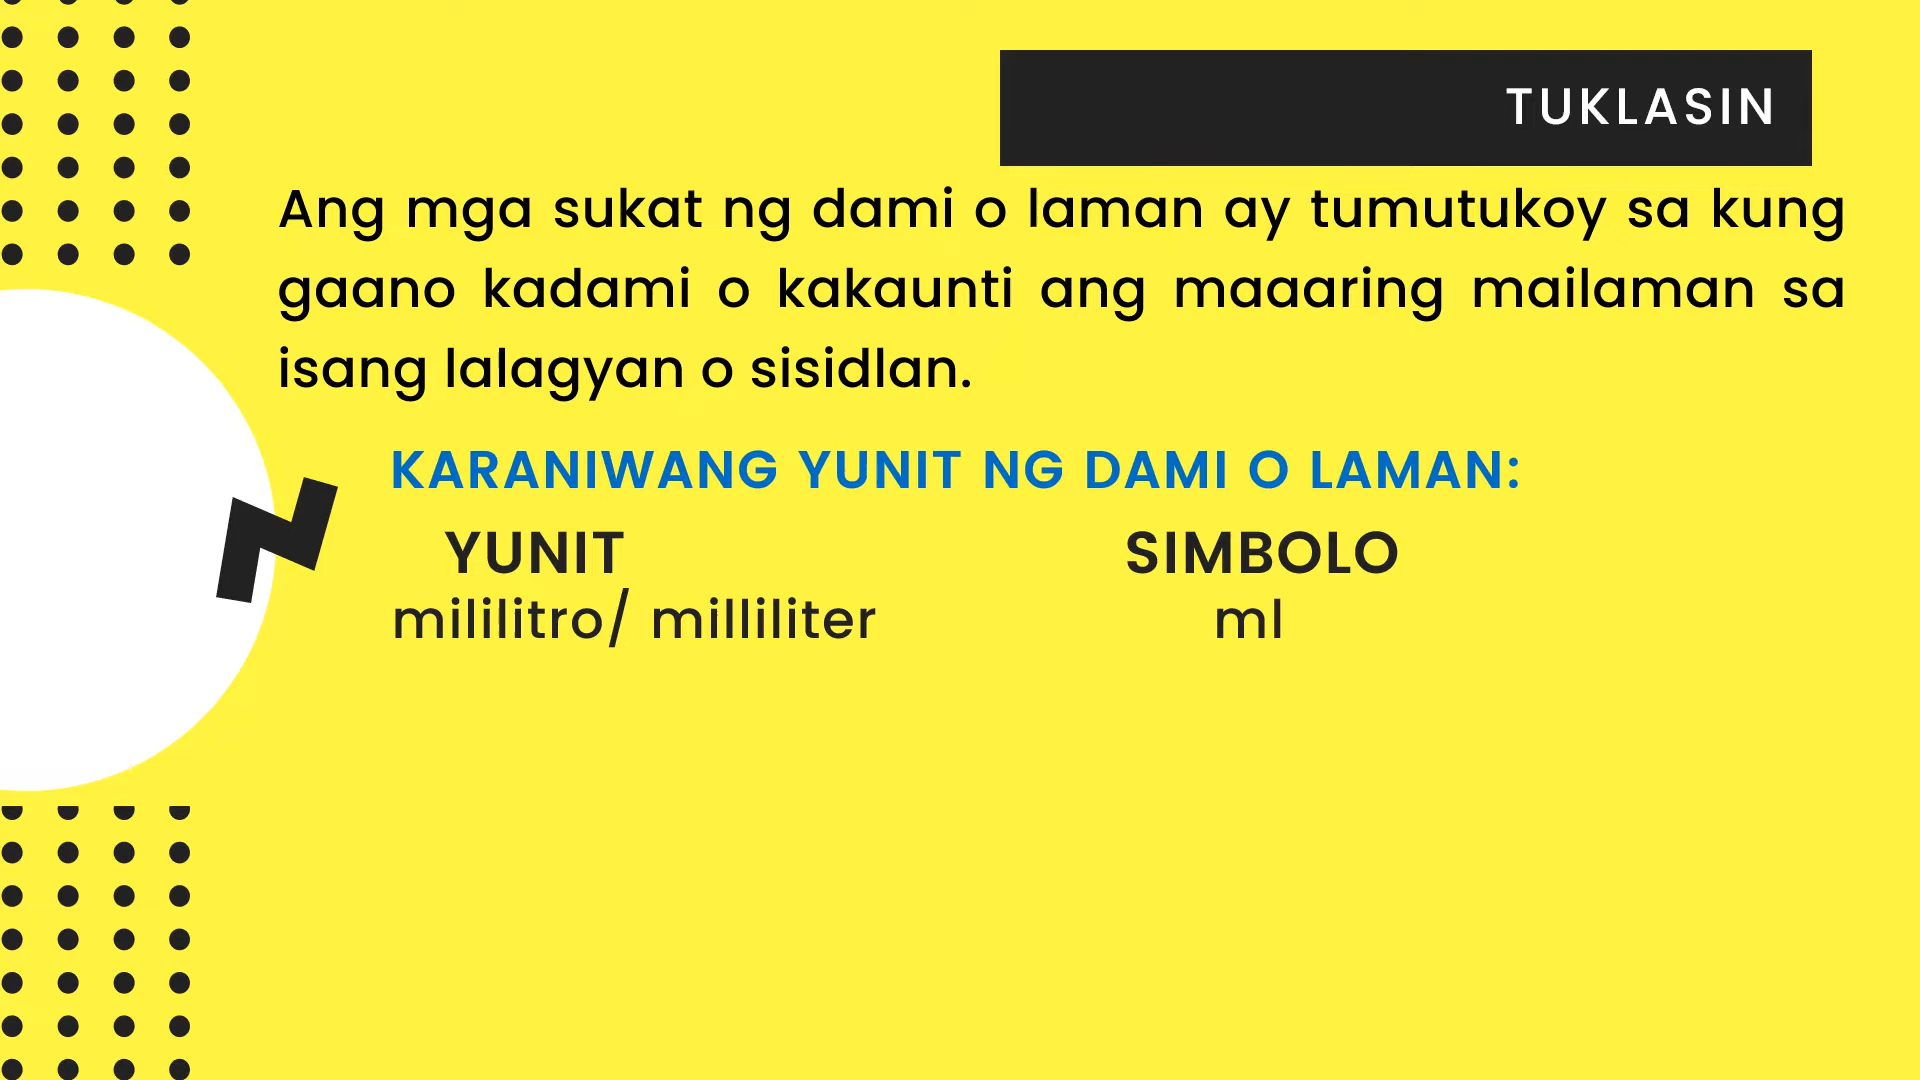 TUKLASIN
Ang mga sukat ng dami o laman ay tumutukoy sa kung
gaano kadami o kakaunti ang maaaring mailaman sa
isang lalagyan o sisidlan.
KARANIWANG YUNIT NG DAMI O LAMAN:
YUNIT SIMBOLO
mililitro/ milliliter ml